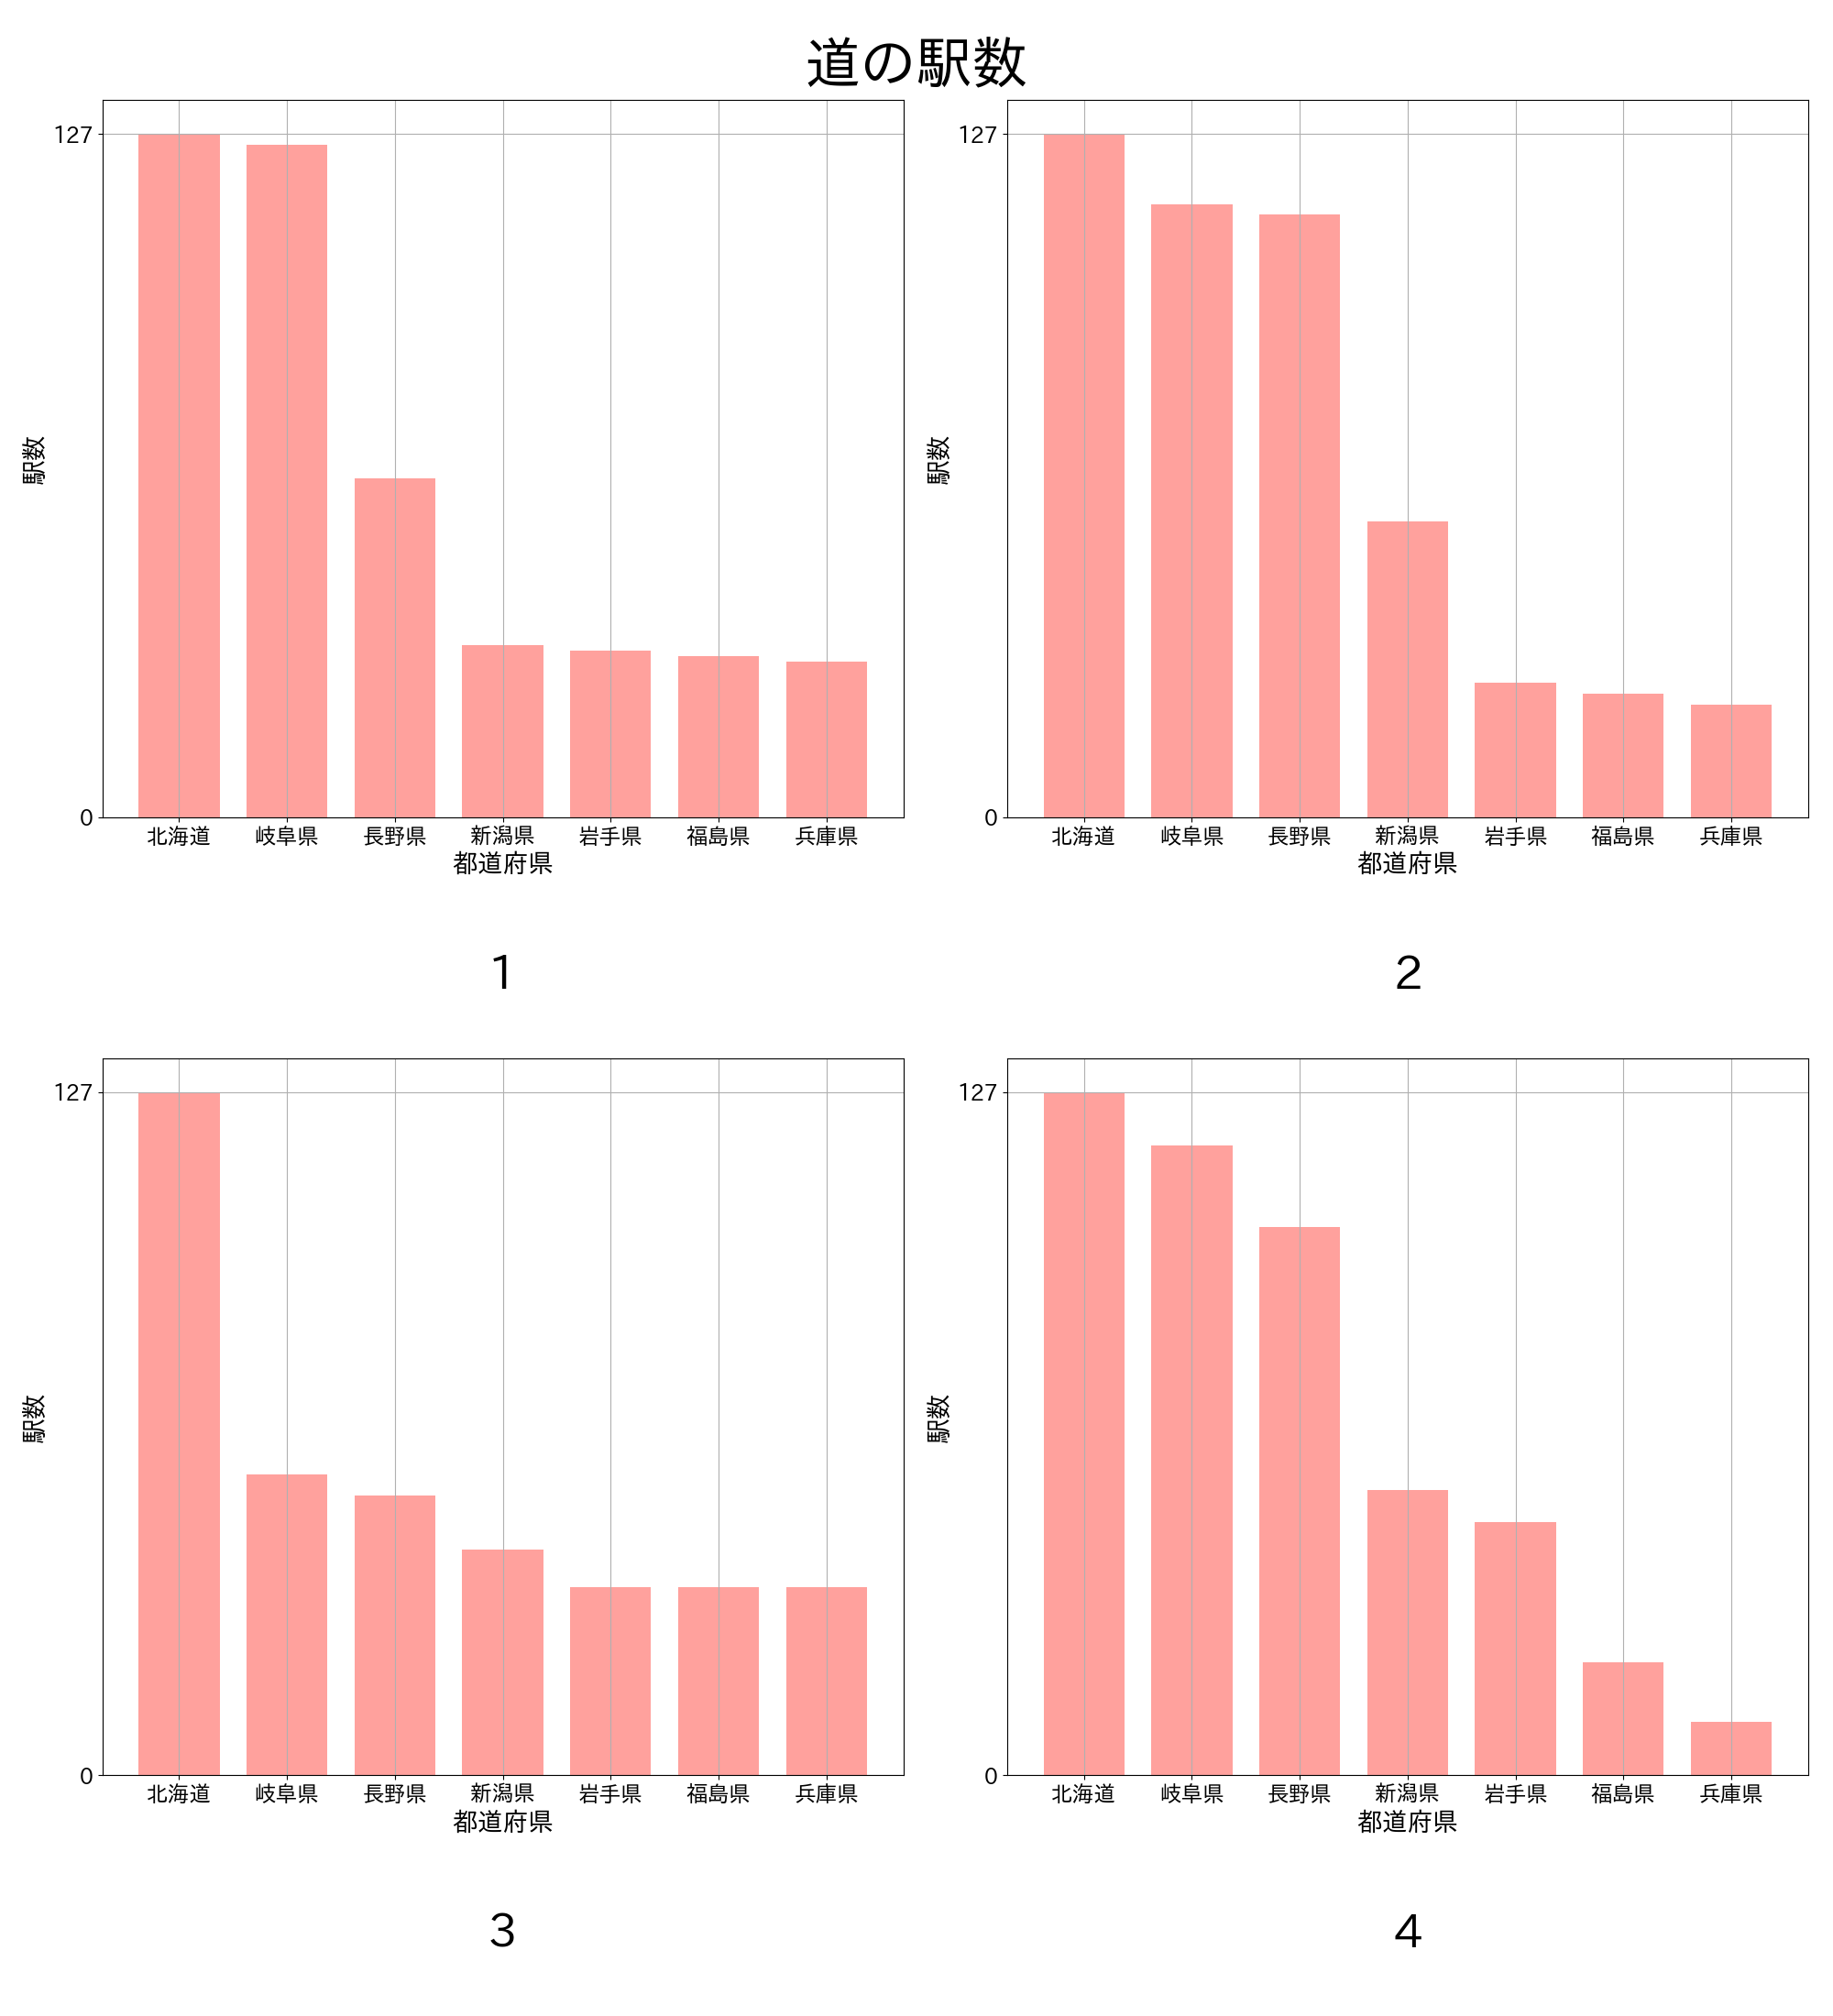 道の駅数
127
駅数
0
北海道 岐阜県 長野県 新潟県 岩手県 福島県 兵庫県
都道府県
1
127
駅数
0
北海道 岐阜県 長野県 新潟県 岩手県 福島県 兵庫県
都道府県
2
127
駅数
0
北海道 岐阜県 長野県 新潟県 岩手県 福島県 兵庫県
都道府県
3
127
駅数
0
北海道 岐阜県 長野県 新潟県 岩手県 福島県 兵庫県
都道府県
4